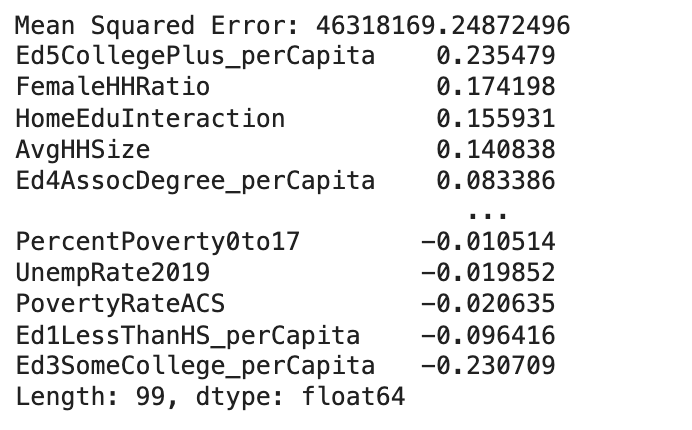 Mean Squared Error: 46318169.24872496
Ed5CollegePlus_perCapita    0.235479
FemaleHHRatio               0.174198
HomeEduInteraction          0.155931
AvgHHSize                   0.140838
Ed4AssocDegree_perCapita    0.083386
                              ...   
PercentPoverty0to17        -0.010514
UnempRate2019              -0.019852
PovertyRateACS             -0.020635
Ed1LessThanHS_perCapita    -0.096416
Ed3SomeCollege_perCapita   -0.230709
Length: 99, dtype: float64